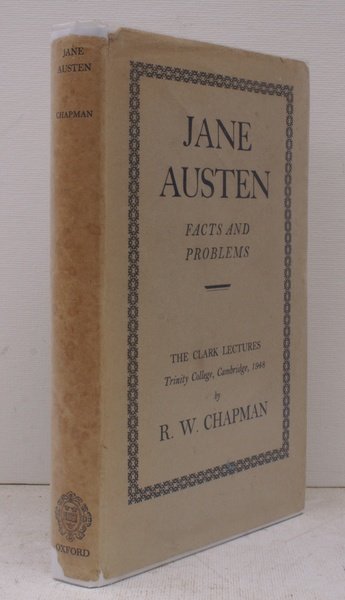 JANE
AUSTEN
CHAPMAN
OXFORD
JANE
AUSTEN
FACTS AND
PROBLEMS
THE CLARK LECTURES
Trinity College, Cambridge, 1948
by
R. W. CHAPMAN